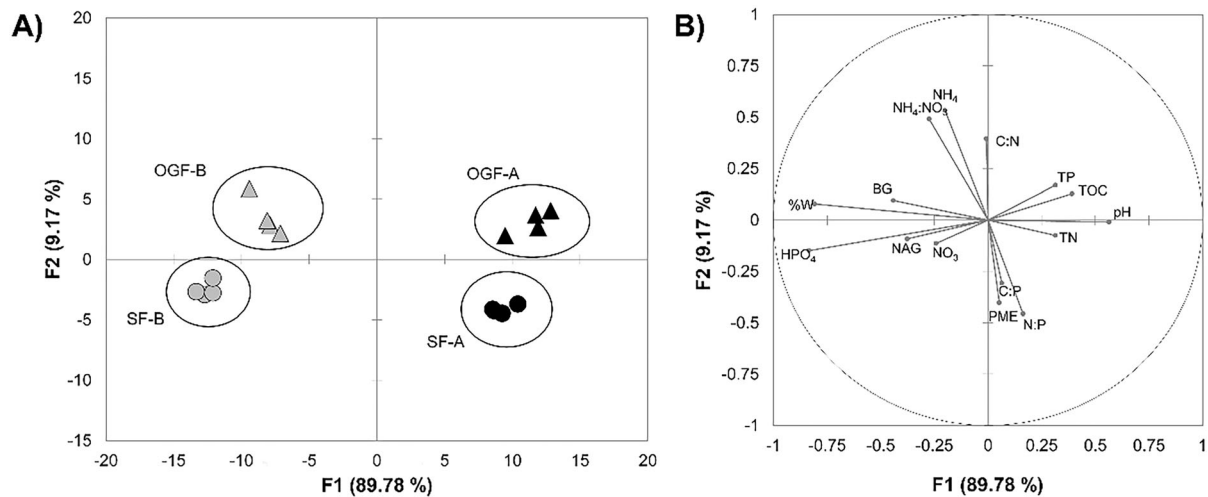 A)
20
15
10
5
0
-5
-10
-15
-20
-15
-10
-5
0
5
10
15
20
F2 (9.17 %)
F1 (89.78 %)
OGF-B
OGF-A
SF-B
SF-A
B)
1
0.75
0.5
0.25
0
-0.25
-0.5
-0.75
-1
-1
-0.75
-0.5
-0.25
0
0.25
0.5
0.75
1
F2 (9.17 %)
F1 (89.78 %)
NH₄
NH₄:NO₃
C:N
TP
TOC
BG
%W
pH
TN
HPO₄
NAG
NO₃
C:P
PME
N:P